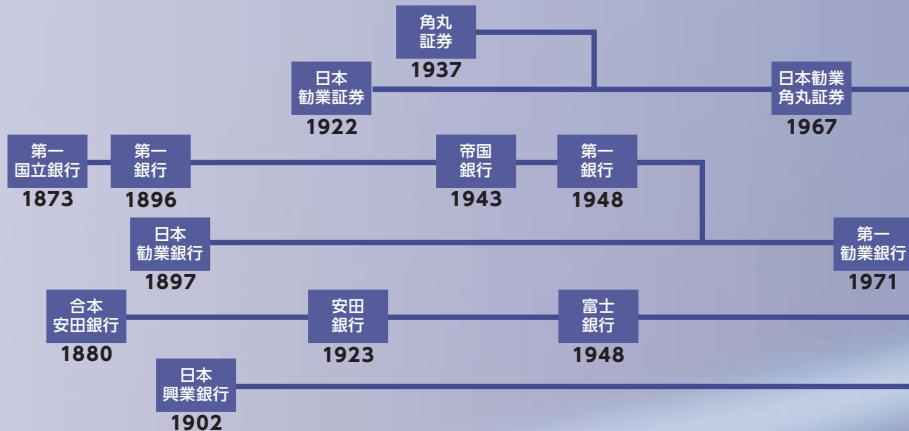 角丸
証券
1937
日本
勧業証券
1922
日本勧業
角丸証券
1967
第一
国立銀行
1873
第一
銀行
1896
帝国
銀行
1943
第一
銀行
1948
日本
勧業銀行
1897
第一
勧業銀行
1971
合本
安田銀行
1880
安田
銀行
1923
富士
銀行
1948
日本
興業銀行
1902